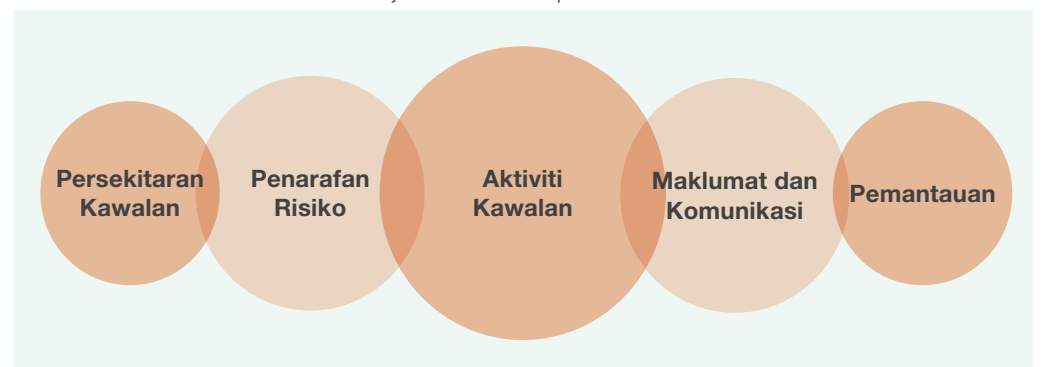 Persekitaran
Kawalan
Penarafan
Risiko
Aktiviti
Kawalan
Maklumat dan
Komunikasi
Pemantauan